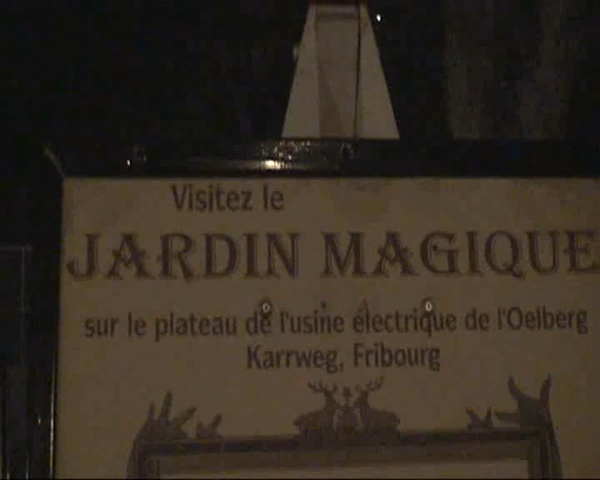 Visitez le
JARDIN MAGIQUE
sur le plateau de l'usine électrique de l'Oelberg
Karrweg, Fribourg